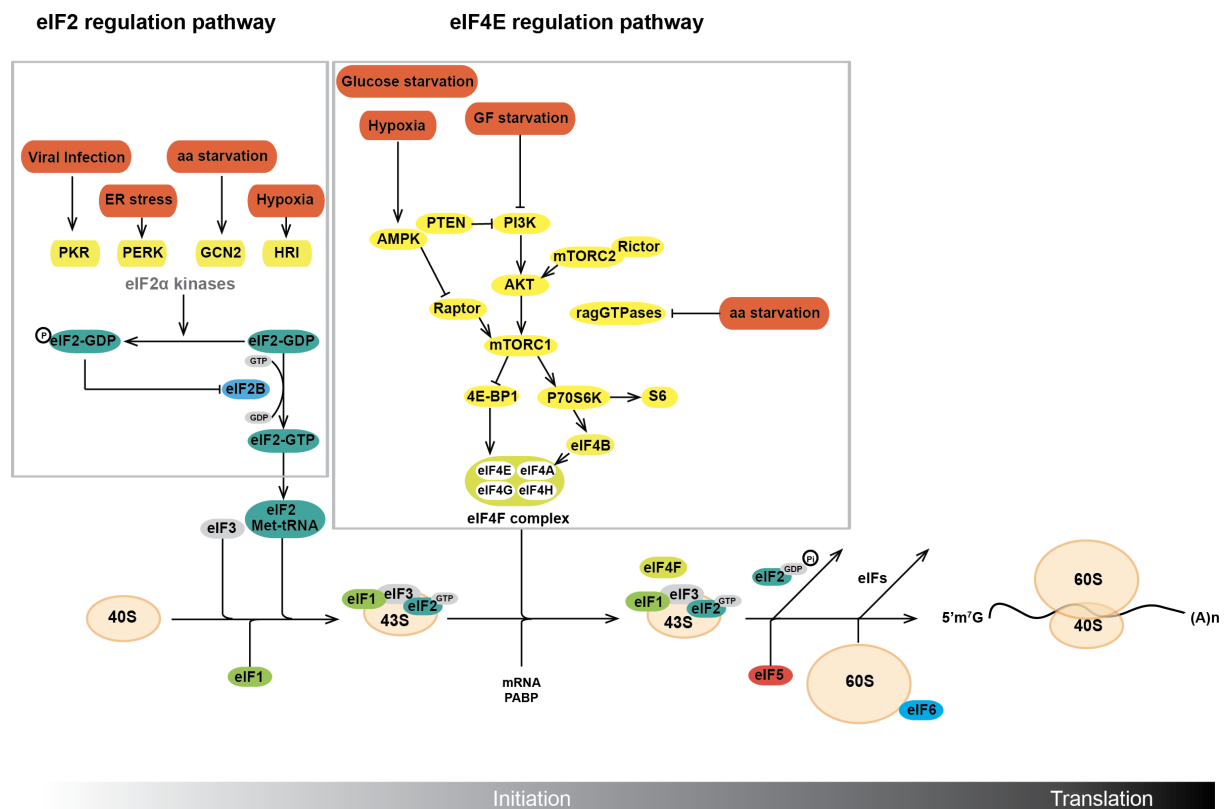 eIF2 regulation pathway
eIF4E regulation pathway
Glucose starvation
Hypoxia
GF starvation
Viral Infection
aa starvation
ER stress
Hypoxia
PKR
PERK
GCN2
HRI
eIF2α kinases
PTEN
PI3K
AMPK
Rictor
mTORC2
AKT
Raptor
ragGTPases
aa starvation
mTORC1
P
eIF2-GDP
eIF2-GDP
GTP
eIF2B
GDP
eIF2-GTP
4E-BP1
P70S6K
S6
eIF4B
eIF4E
eIF4A
eIF4G
eIF4H
eIF4F complex
eIF3
eIF2
Met-tRNA
40S
eIF1
eIF1
eIF3
eIF2
GTP
43S
mRNA
PABP
eIF4F
eIF1
eIF3
eIF2
GTP
43S
eIF2
GDP
Pi
eIFs
eIF5
60S
eIF6
60S
40S
5'm⁷G
(A)n
Initiation
Translation